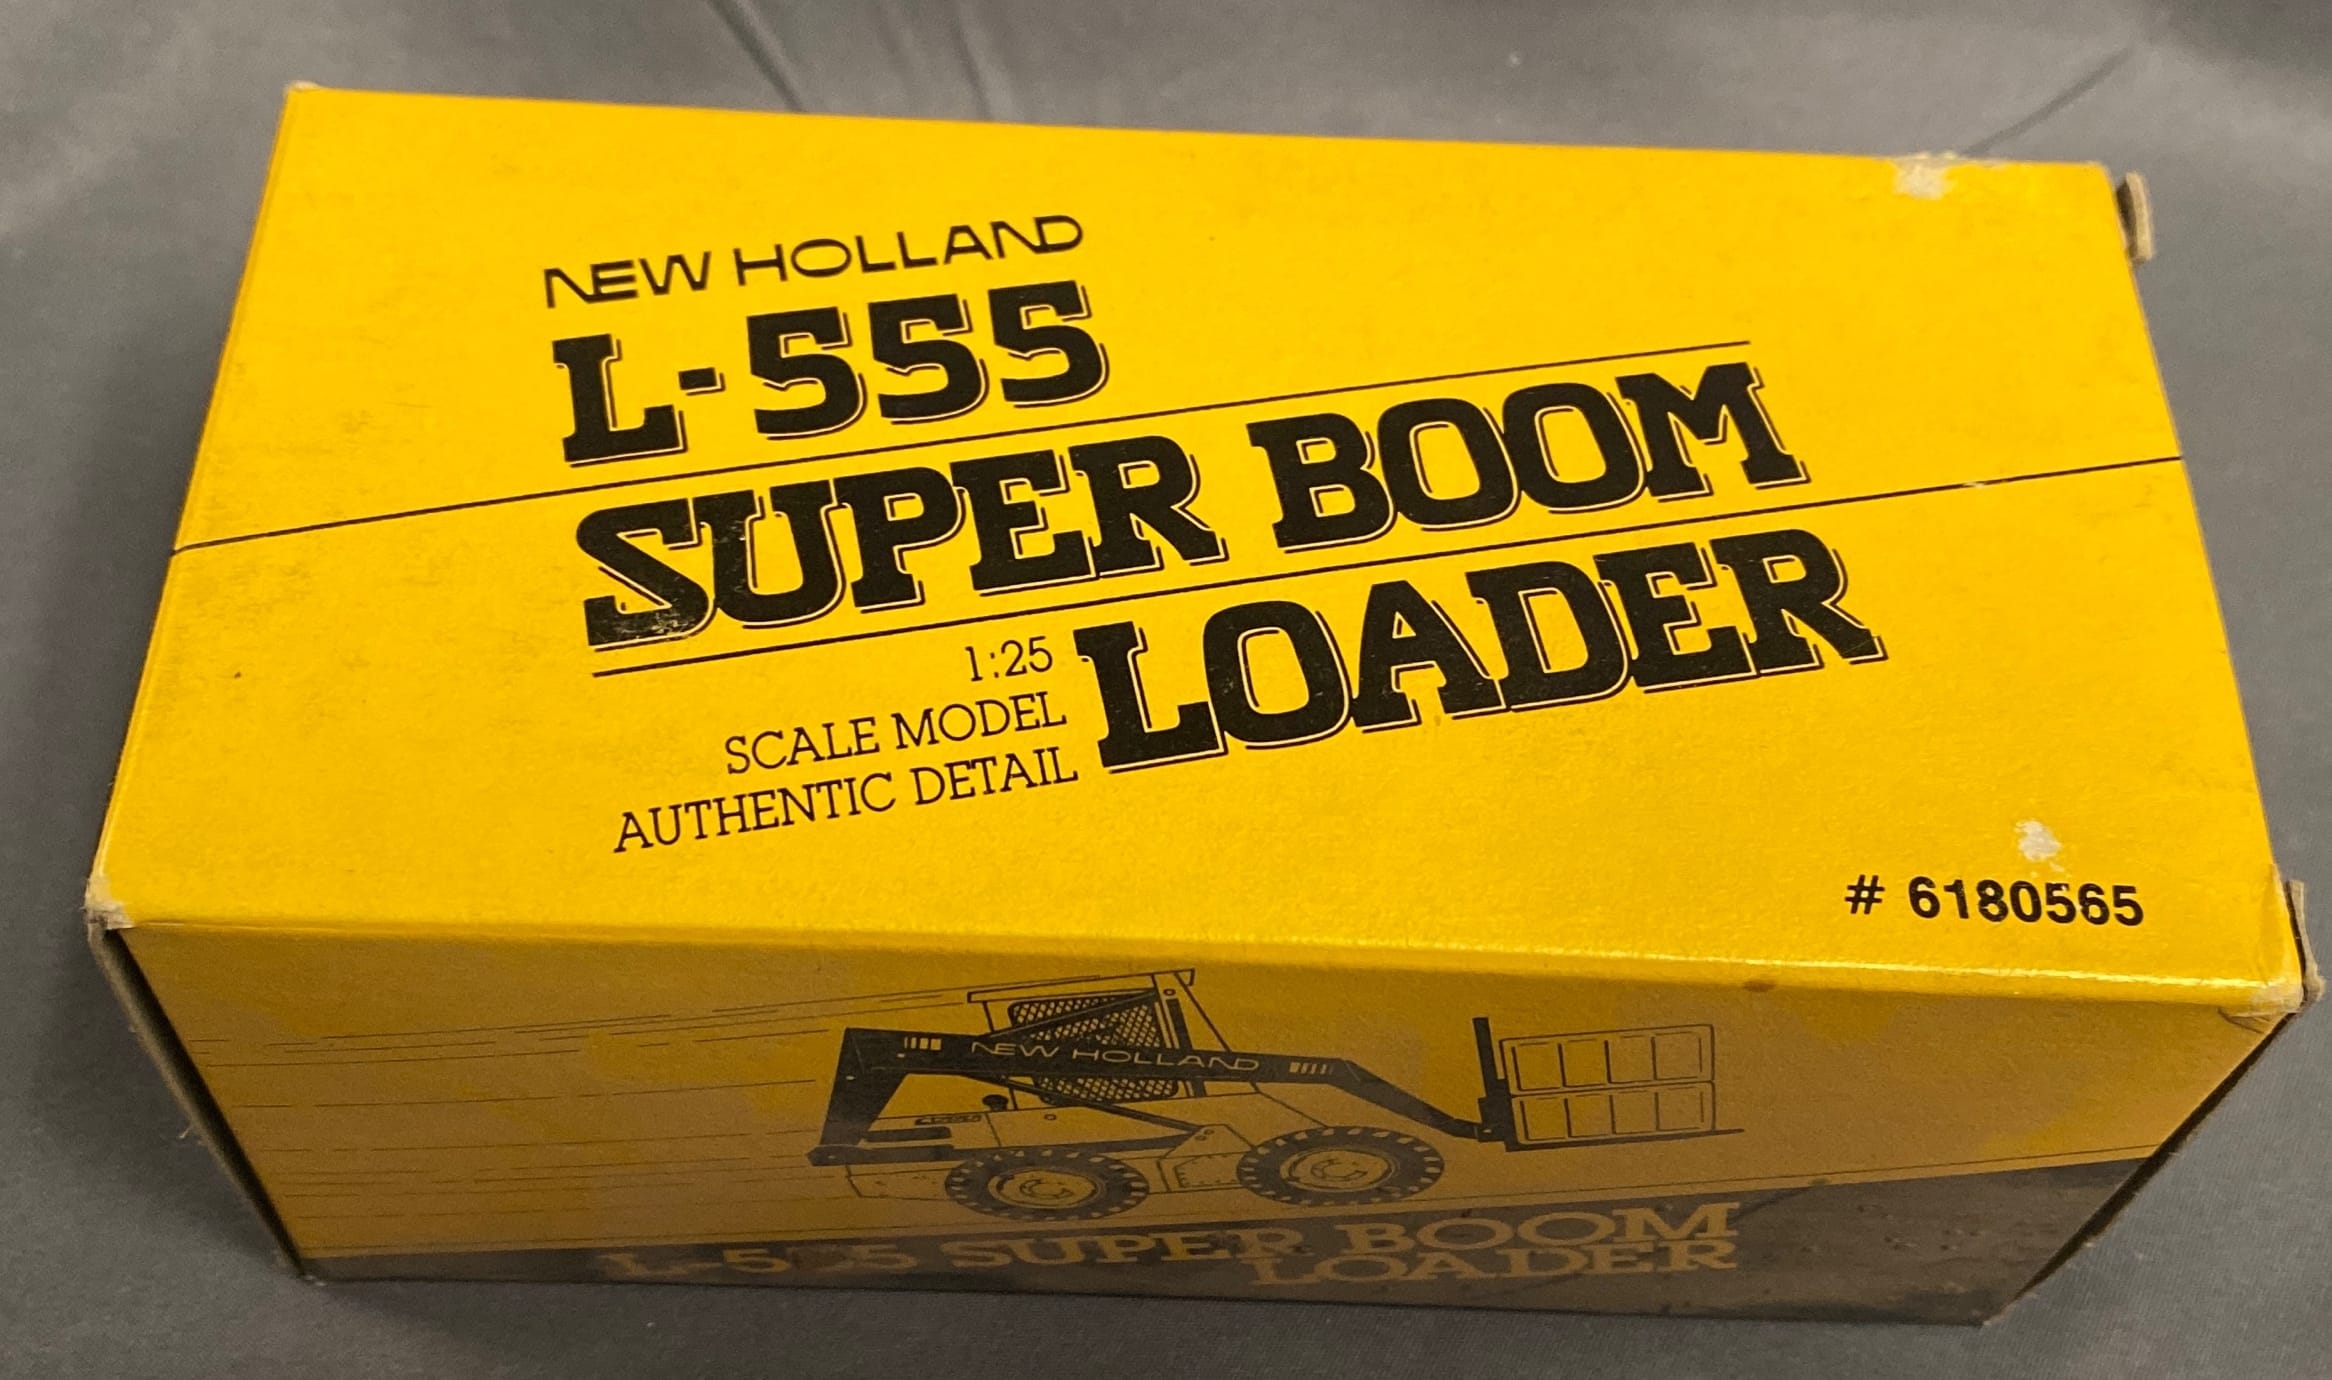 NEW HOLLAND
L-555
SUPER BOOM
1:25
SCALE MODEL
AUTHENTIC DETAIL
LOADER
# 6180565
NEW HOLLAND
L-555 SUPER BOOM
LOADER